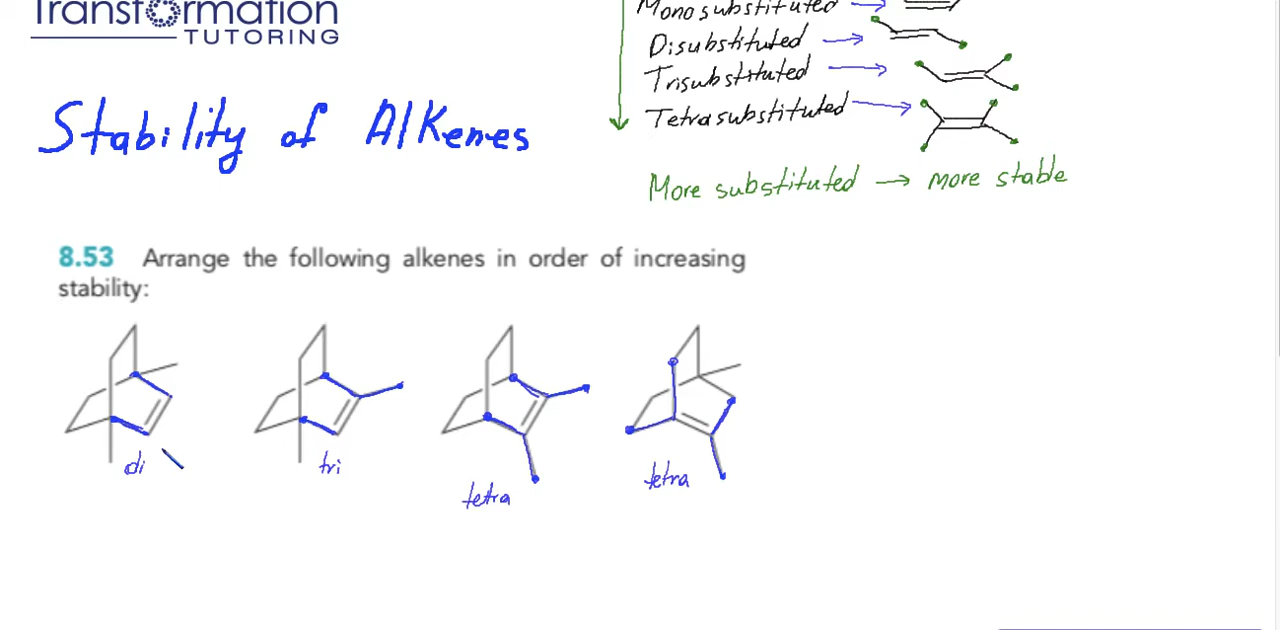 Transformation
TUTORING
Monosubstituted →
Disubstituted →
Trisubstituted →
Tetrasubstituted →
Stability of Alkenes
More substituted → more stable
8.53 Arrange the following alkenes in order of increasing
stability:
di
tri
tetra
tetra